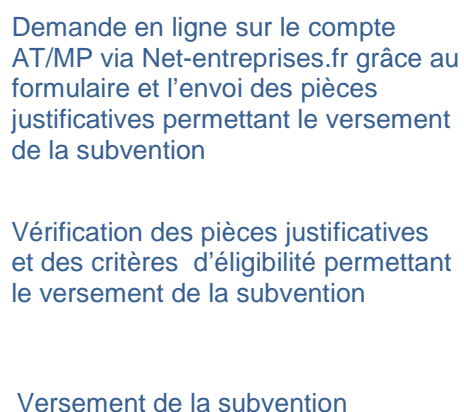 Demande en ligne sur le compte
AT/MP via Net-entreprises.fr grâce au
formulaire et l’envoi des pièces
justificatives permettant le versement
de la subvention
Vérification des pièces justificatives
et des critères  d’éligibilité permettant
le versement de la subvention
Versement de la subvention